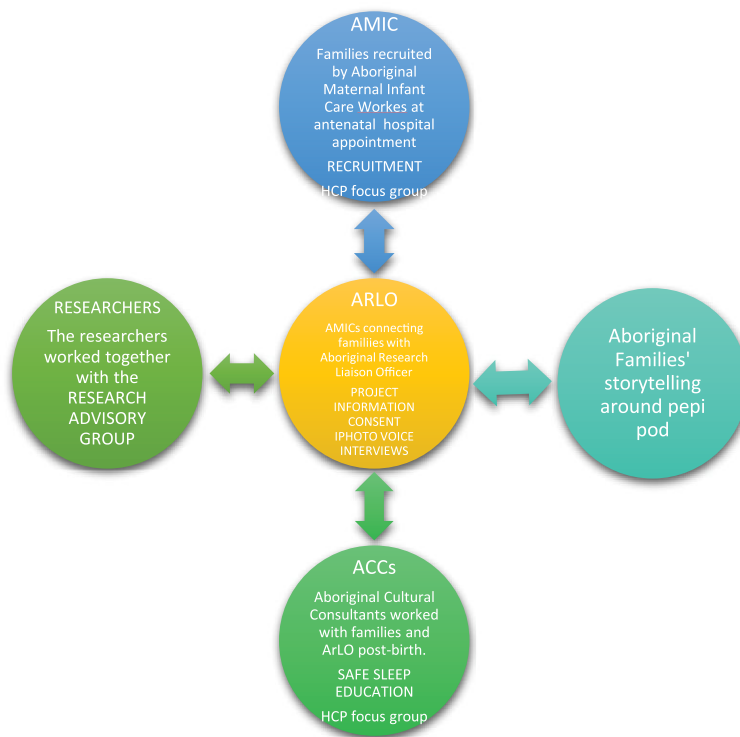 AMIC
Families recruited
by Aboriginal
Maternal Infant
Care Workes at
antenatal hospital
appointment
RECRUITMENT
HCP focus group
RESEARCHERS
The researchers
worked together
with the
RESEARCH
ADVISORY
GROUP
ARLO
AMICs connecting
familiies with
Aboriginal Research
Liaison Officer
PROJECT
INFORMATION
CONSENT
IPHOTO VOICE
INTERVIEWS
Aboriginal
Families'
storytelling
around pepi
pod
ACCs
Aboriginal Cultural
Consultants worked
with families and
ArLO post-birth.
SAFE SLEEP
EDUCATION
HCP focus group